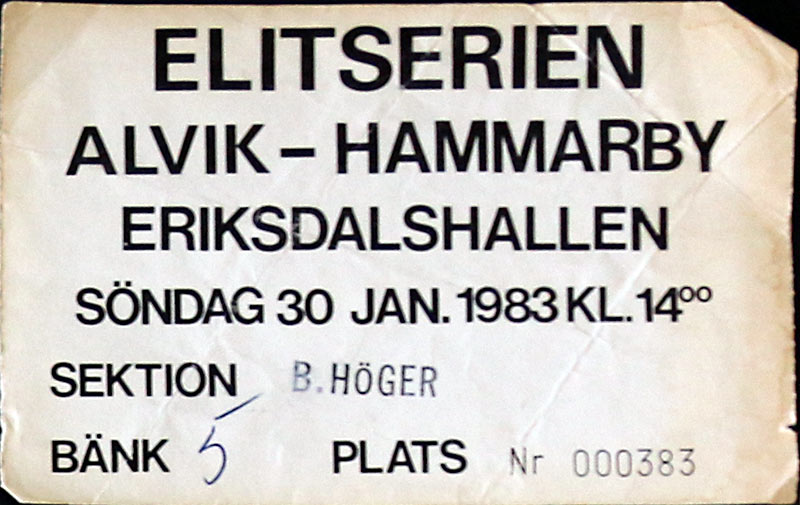 ELITSERIEN
ALVIK – HAMMARBY
ERIKSDALSHALLEN
SÖNDAG 30 JAN. 1983 KL. 14⁰⁰
SEKTION B.HÖGER
BÄNK 5 PLATS Nr 000383